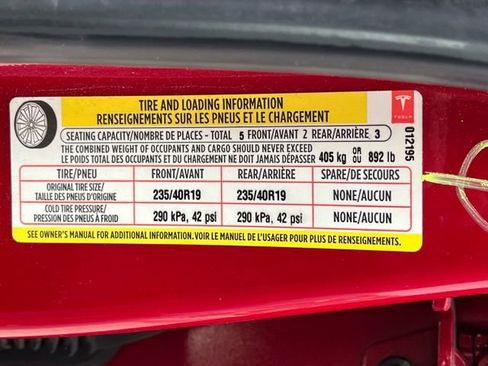 TIRE AND LOADING INFORMATION
RENSEIGNEMENTS SUR LES PNEUS ET LE CHARGEMENT
SEATING CAPACITY/NOMBRE DE PLACES - TOTAL 5 FRONT/AVANT 2 REAR/ARRIÈRE 3
THE COMBINED WEIGHT OF OCCUPANTS AND CARGO SHOULD NEVER EXCEED
LE POIDS TOTAL DES OCCUPANTS ET DU CHARGEMENT NE DOIT JAMAIS DÉPASSER 405 kg OR OU 892 lb
TIRE/PNEU FRONT/AVANT REAR/ARRIÈRE SPARE/DE SECOURS
ORIGINAL TIRE SIZE/
TAILLE DES PNEUS D'ORIGINE 235/40R19 235/40R19 NONE/AUCUN
COLD TIRE PRESSURE/
PRESSION DES PNEUS À FROID 290 kPa, 42 psi 290 kPa, 42 psi NONE/AUCUN
SEE OWNER'S MANUAL FOR ADDITIONAL INFORMATION. VOIR LE MANUEL DE L'USAGER POUR PLUS DE RENSEIGNEMENTS.
TESLA
012195